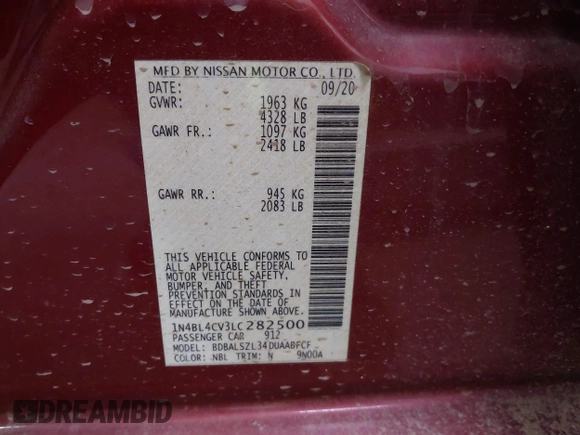 MFD BY NISSAN MOTOR CO., LTD.
DATE: 09/20
GVWR: 1963 KG
4328 LB
GAWR FR.: 1097 KG
2418 LB
GAWR RR.: 945 KG
2083 LB
THIS VEHICLE CONFORMS TO
ALL APPLICABLE FEDERAL
MOTOR VEHICLE SAFETY,
BUMPER, AND THEFT
PREVENTION STANDARDS IN
EFFECT ON THE DATE OF
MANUFACTURE SHOWN ABOVE.
1N4BL4CV3LC282500
PASSENGER CAR 912
MODEL: BDBALSZL34DUAABFCF
COLOR: NBL TRIM: N 9N00A
DREAMBID